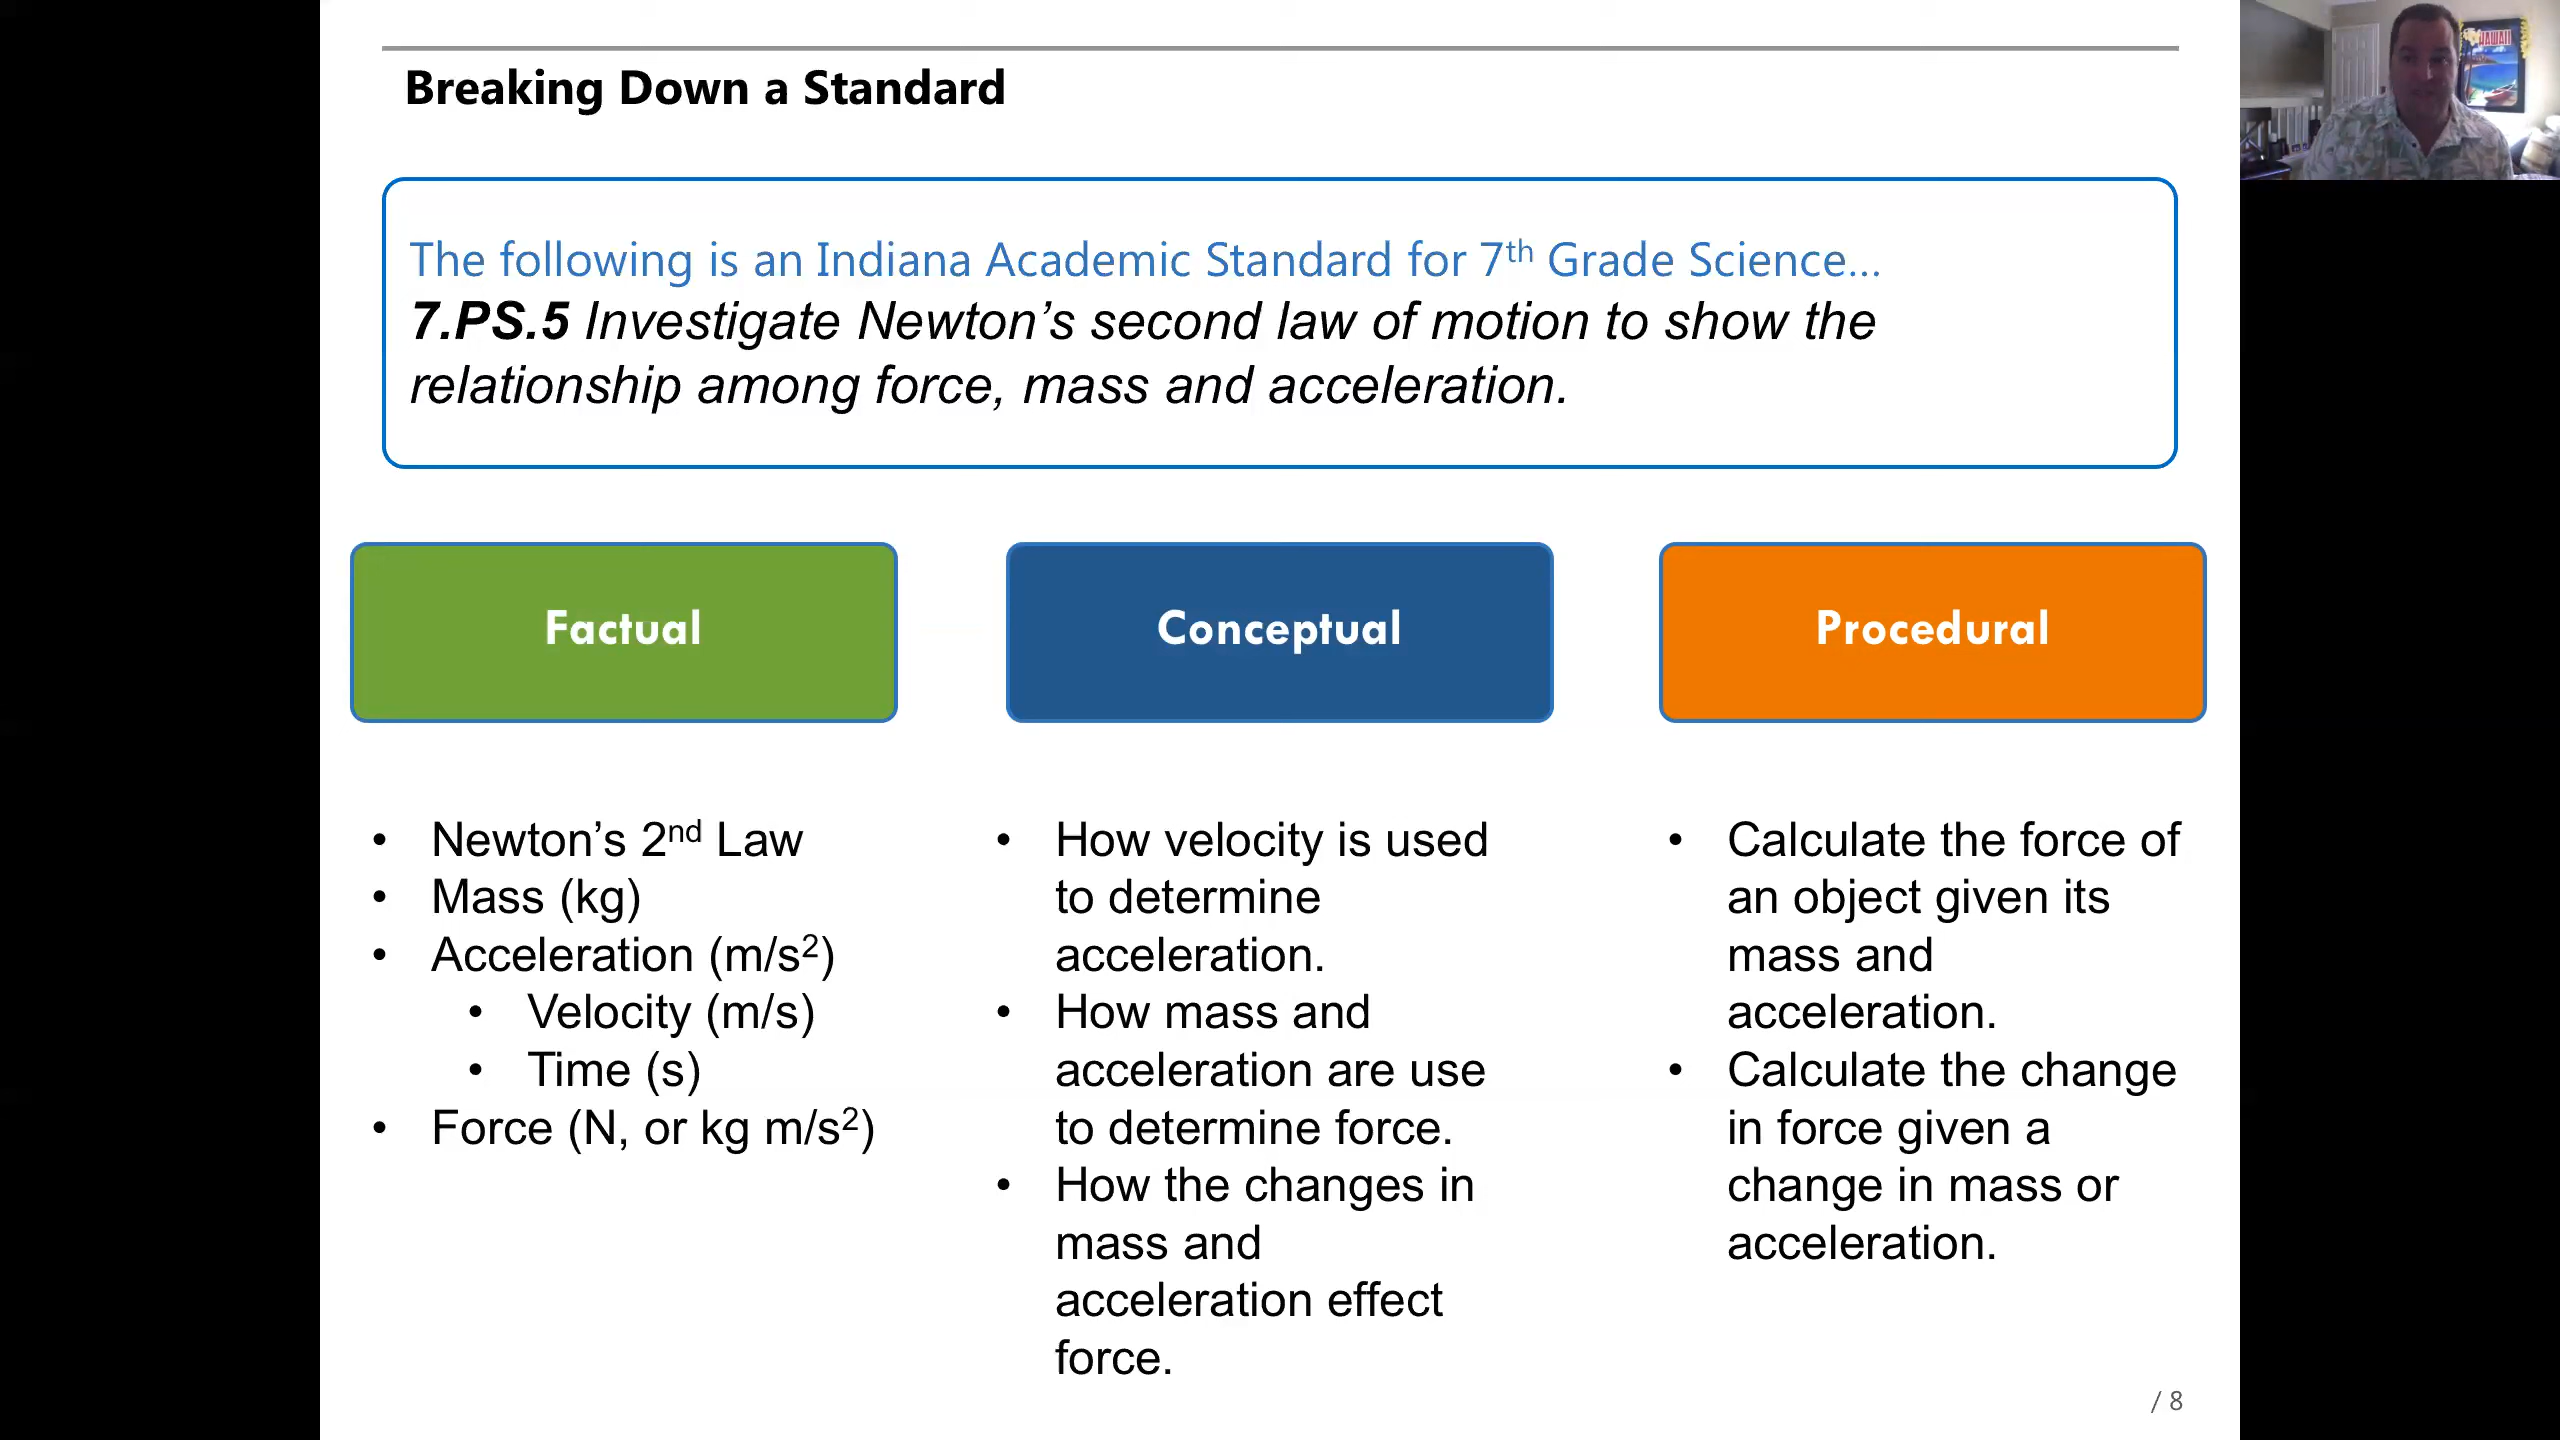 HAWAII
Breaking Down a Standard
The following is an Indiana Academic Standard for 7th Grade Science...
7.PS.5 Investigate Newton’s second law of motion to show the
relationship among force, mass and acceleration.
Factual
• Newton’s 2nd Law
• Mass (kg)
• Acceleration (m/s²)
• Velocity (m/s)
• Time (s)
• Force (N, or kg m/s²)
Conceptual
• How velocity is used
to determine
acceleration.
• How mass and
acceleration are use
to determine force.
• How the changes in
mass and
acceleration effect
force.
Procedural
• Calculate the force of
an object given its
mass and
acceleration.
• Calculate the change
in force given a
change in mass or
acceleration.
/ 8